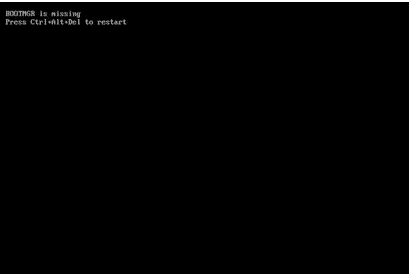 BOOTMGR is missing
Press Ctrl+Alt+Del to restart